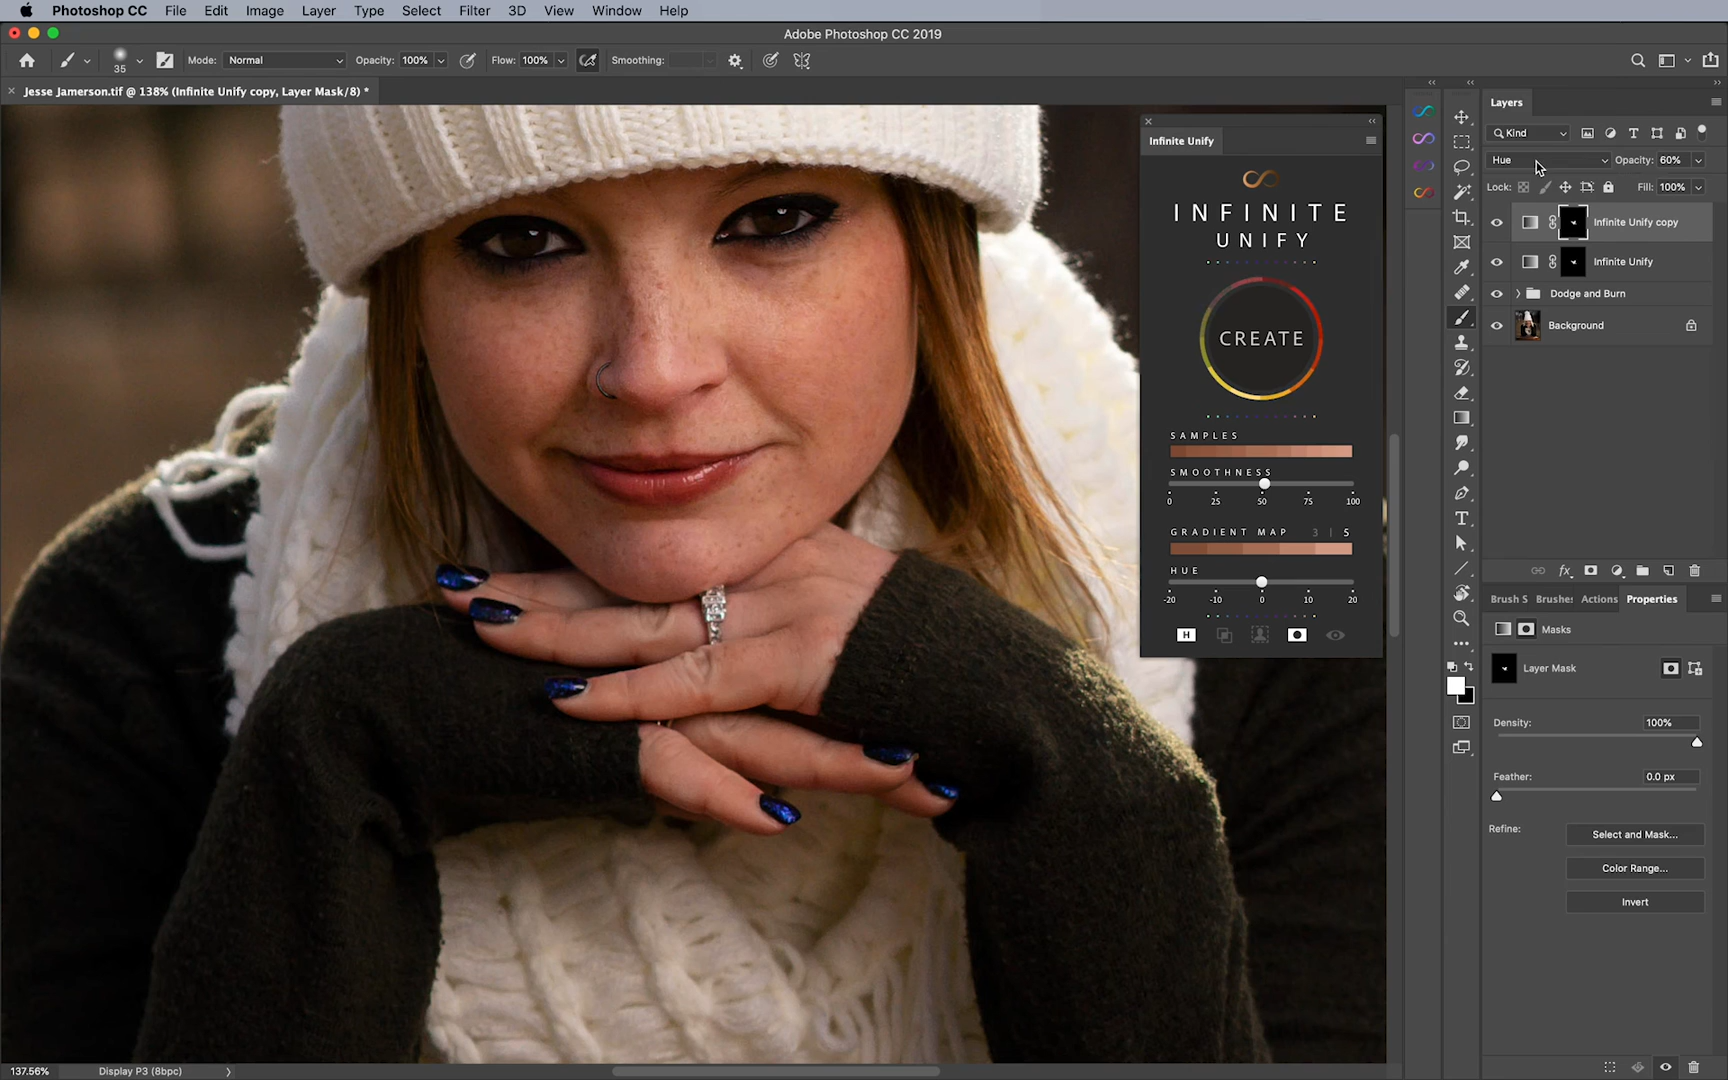 Photoshop CC File Edit Image Layer Type Select Filter 3D View Window Help
Adobe Photoshop CC 2019
35 Mode: Normal Opacity: 100% Flow: 100% Smoothing:
× Jesse Jamerson.tif @ 138% (Infinite Unify copy, Layer Mask/8) *
Infinite Unify
INFINITE
UNIFY
CREATE
SAMPLES
SMOOTHNESS
0 25 50 75 100
GRADIENT MAP 3 | 5
HUE
-20 -10 0 10 20
H
Layers
Kind
Hue Opacity: 60%
Lock: Fill: 100%
Infinite Unify copy
Infinite Unify
Dodge and Burn
Background
fx
Brush S Brushes Actions Properties
Masks
Layer Mask
Density: 100%
Feather: 0.0 px
Refine: Select and Mask...
Color Range...
Invert
137.56% Display P3 (8bpc)